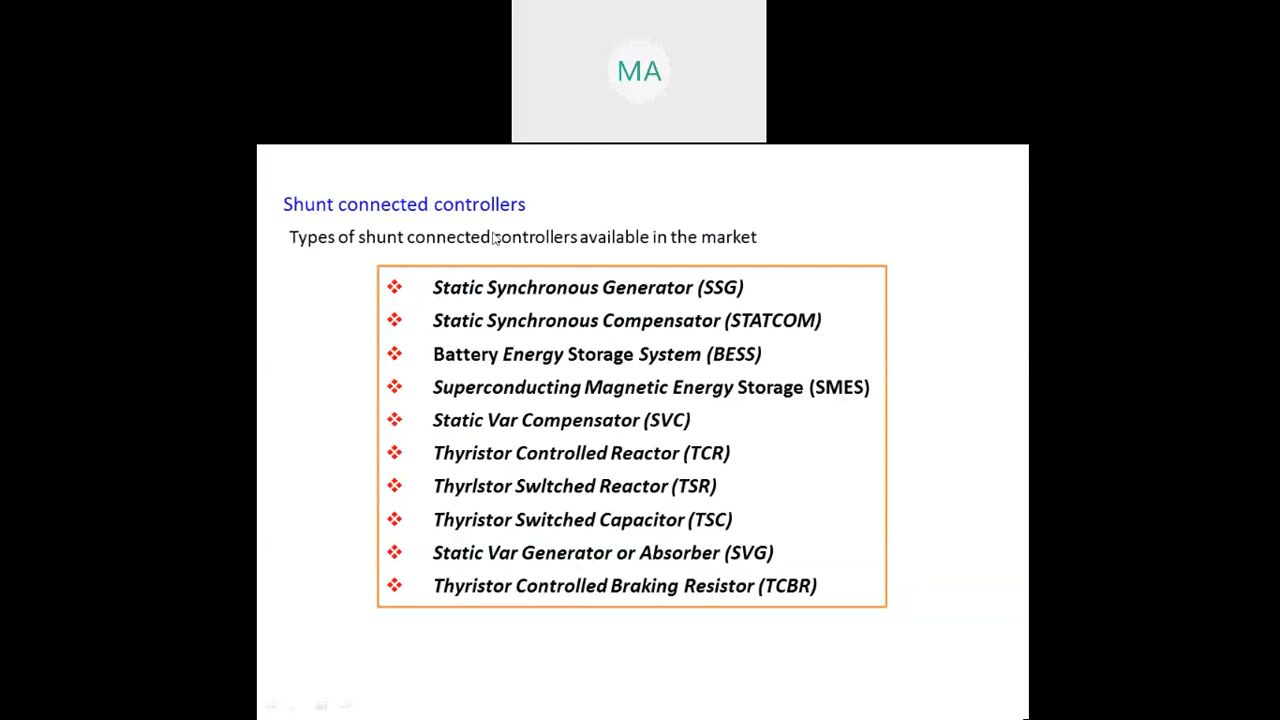 MA
Shunt connected controllers
Types of shunt connected controllers available in the market
Static Synchronous Generator (SSG)
Static Synchronous Compensator (STATCOM)
Battery Energy Storage System (BESS)
Superconducting Magnetic Energy Storage (SMES)
Static Var Compensator (SVC)
Thyristor Controlled Reactor (TCR)
Thyrlstor Swltched Reactor (TSR)
Thyristor Switched Capacitor (TSC)
Static Var Generator or Absorber (SVG)
Thyristor Controlled Braking Resistor (TCBR)